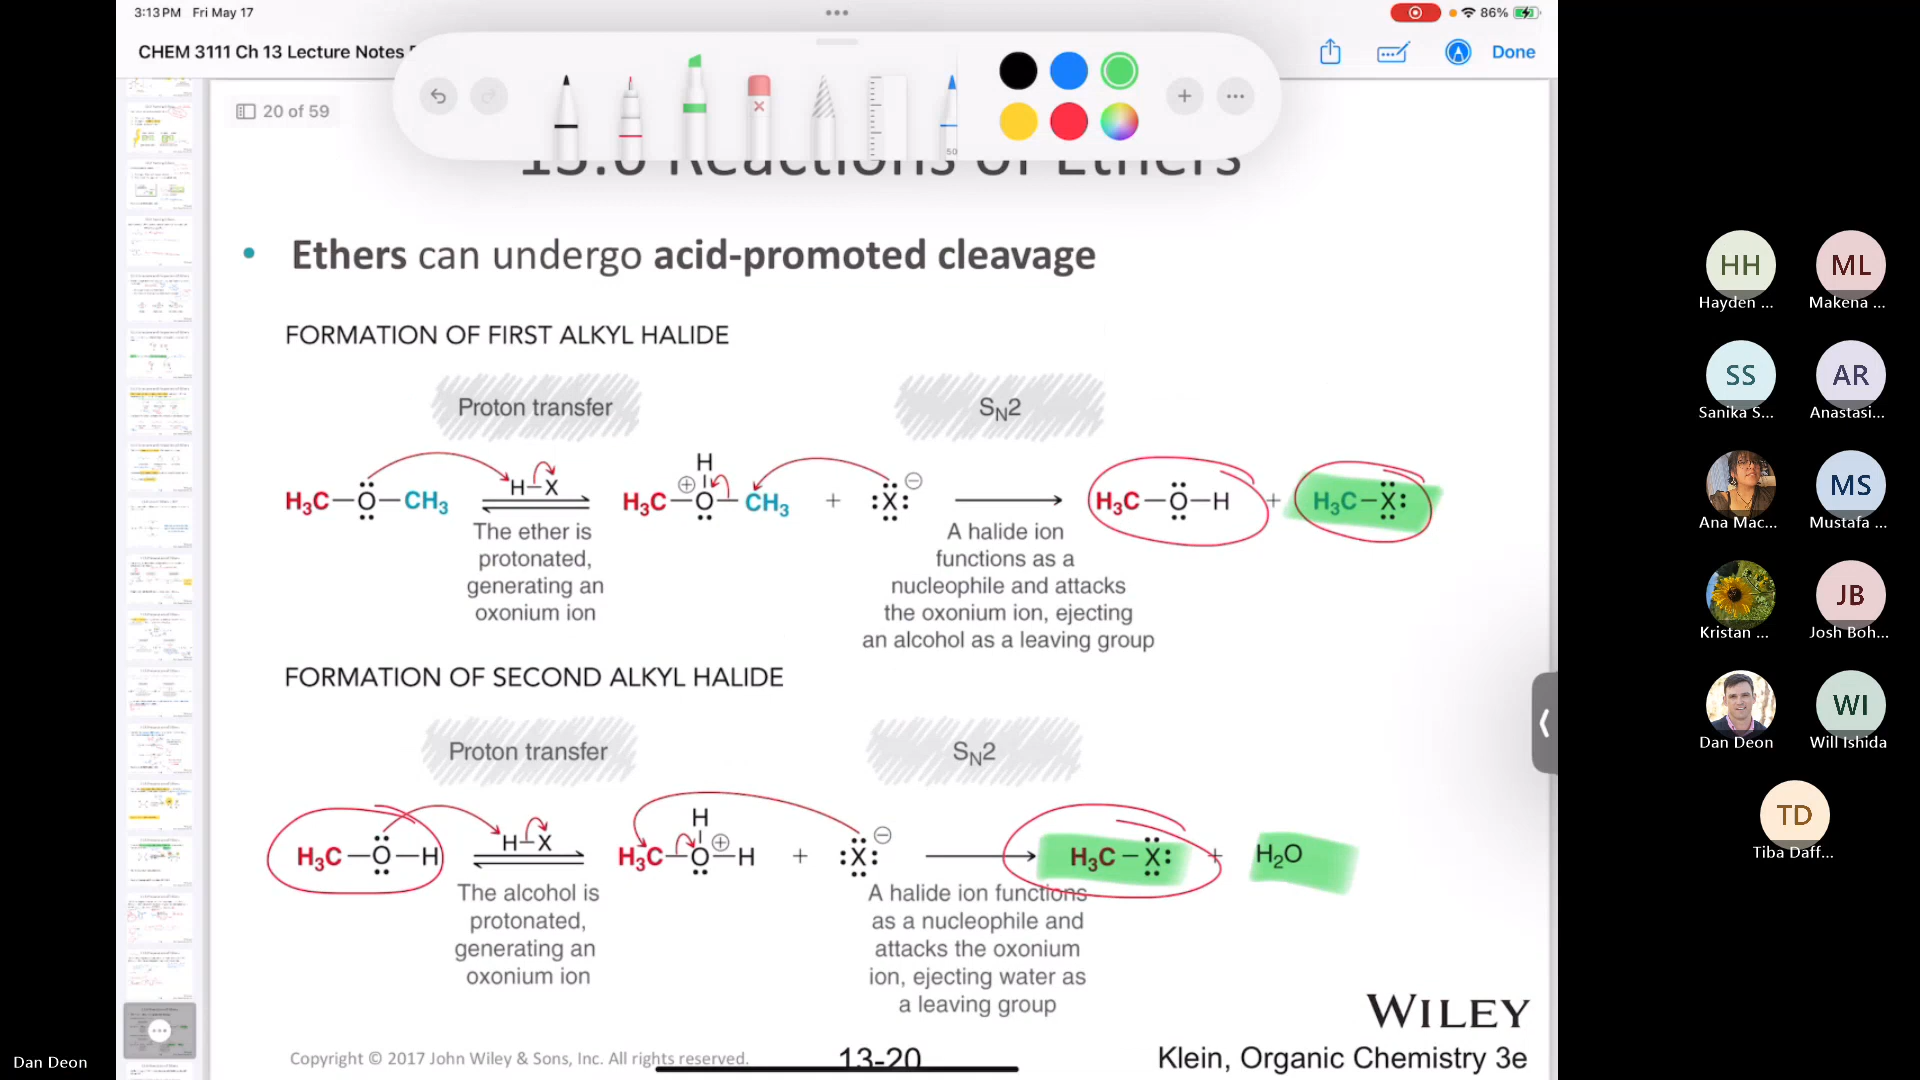 3:13 PM Fri May 17
86%
CHEM 3111 Ch 13 Lecture Notes
Done
20 of 59
50
13.6 Reactions of Ethers
• Ethers can undergo acid-promoted cleavage
FORMATION OF FIRST ALKYL HALIDE
Proton transfer
SN2
H₃C–O–CH₃
H–X
H
H₃C–O–CH₃ + :X: ⊖
H₃C–O–H + H₃C–X:
The ether is
protonated,
generating an
oxonium ion
A halide ion
functions as a
nucleophile and attacks
the oxonium ion, ejecting
an alcohol as a leaving group
FORMATION OF SECOND ALKYL HALIDE
Proton transfer
SN2
H₃C–O–H
H–X
H
H₃C–O–H + :X: ⊖
H₃C–X: + H₂O
The alcohol is
protonated,
generating an
oxonium ion
A halide ion functions
as a nucleophile and
attacks the oxonium
ion, ejecting water as
a leaving group
WILEY
Copyright © 2017 John Wiley & Sons, Inc. All rights reserved.
13-20
Klein, Organic Chemistry 3e
HH
Hayden ...
ML
Makena ...
SS
Sanika S...
AR
Anastasi...
Ana Mac...
MS
Mustafa ...
Kristan ...
JB
Josh Boh...
Dan Deon
WI
Will Ishida
TD
Tiba Daff...
Dan Deon